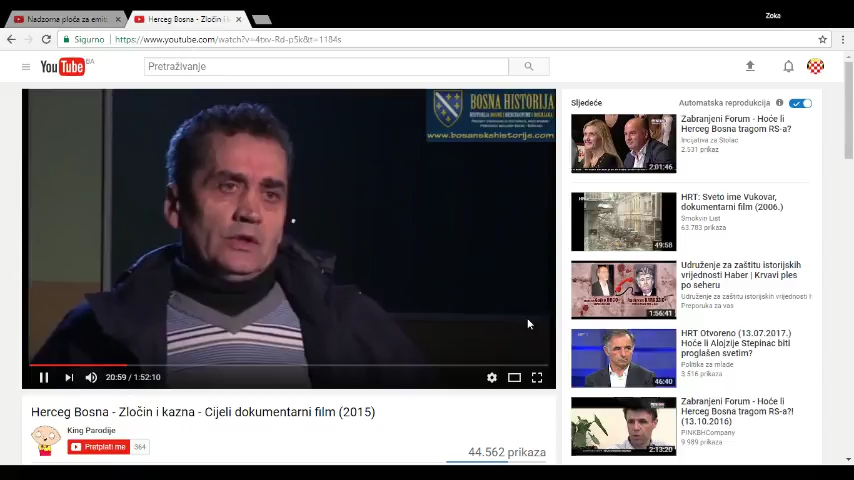 Zoka
Nadzorna ploča za emit
Herceg Bosna - Zločin i k
Sigurno
https://www.youtube.com/watch?v=4txv-Rd-p5k&t=1184s
YouTube BA
Pretraživanje
BOSNA HISTORIJA
www.bosanskahistorije.com
20:59 / 1:52:10
Herceg Bosna - Zločin i kazna - Cijeli dokumentarni film (2015)
King Parodije
Pretplati me 364
44.562 prikaza
Sljedeće
Automatska reprodukcija
2:01:46
Zabranjeni Forum - Hoće li
Herceg Bosna tragom RS-a?
Incijativa za Stolac
2.531 prikaz
HRT
49:58
HRT: Sveto ime Vukovar,
dokumentarni film (2006.)
Smokvin List
63.783 prikaza
1:56:41
Udruženje za zaštitu istorijskih
vrijednosti Haber | Krvavi ples
po seheru
Udruženje za zaštitu istorijskih vrijednosti H
Preporuka za vas
46:40
HRT Otvoreno (13.07.2017.)
Hoće li Alojzije Stepinac biti
proglašen svetim?
Politika za mlade
3.516 prikaza
2:13:20
Zabranjeni Forum - Hoće li
Herceg Bosna tragom RS-a?!
(13.10.2016)
PINKBHCompany
9 989 prikaza